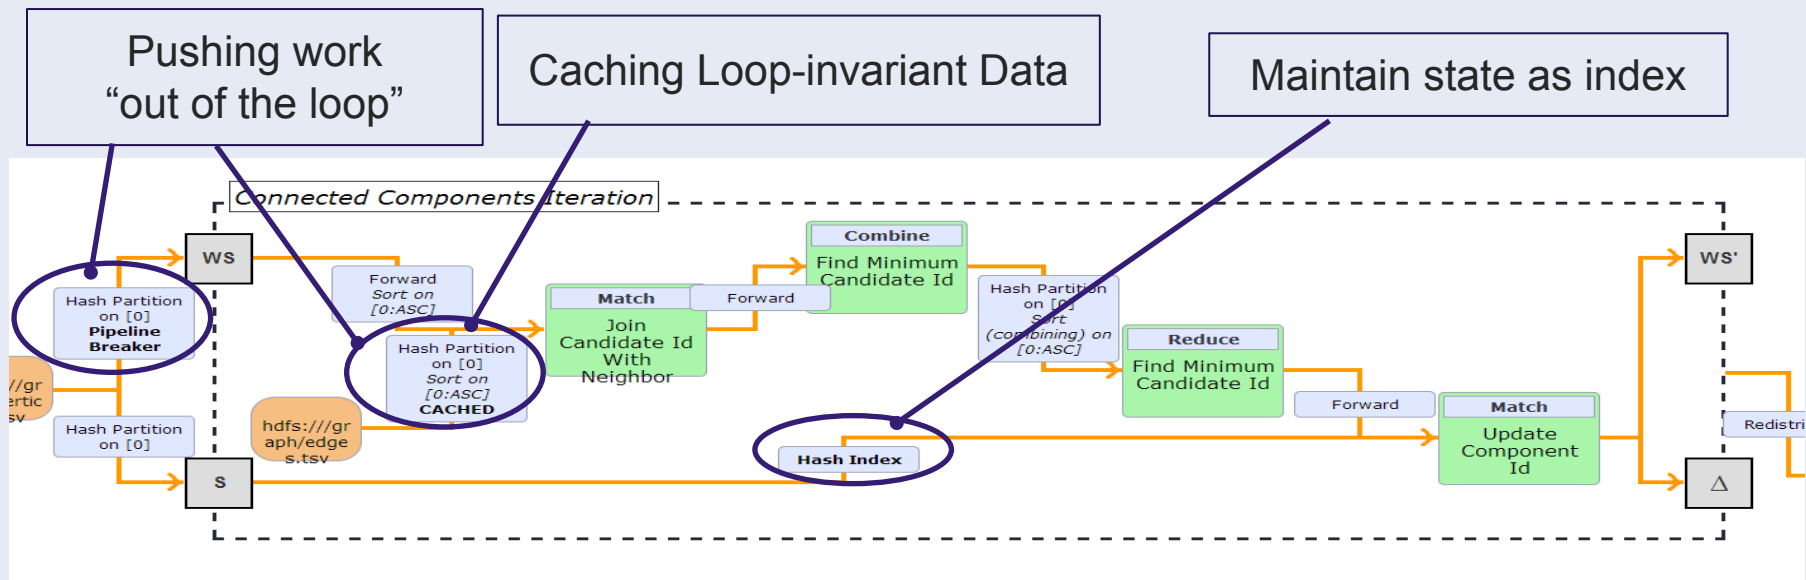 Pushing work
“out of the loop”
Caching Loop-invariant Data
Maintain state as index
Connected Components Iteration
WS
Hash Partition
on [0]
Pipeline
Breaker
Forward
Sort on
[0:ASC]
Hash Partition
on [0]
Sort on
[0:ASC]
CACHED
Match
Join
Candidate Id
With
Neighbor
Forward
Combine
Find Minimum
Candidate Id
Hash Partition
on [0]
Sort
(combining) on
[0:ASC]
Reduce
Find Minimum
Candidate Id
Forward
Match
Update
Component
Id
WS'
Redistri
Δ
//gr
ertic
sv
Hash Partition
on [0]
hdfs:///gr
aph/edge
s.tsv
S
Hash Index